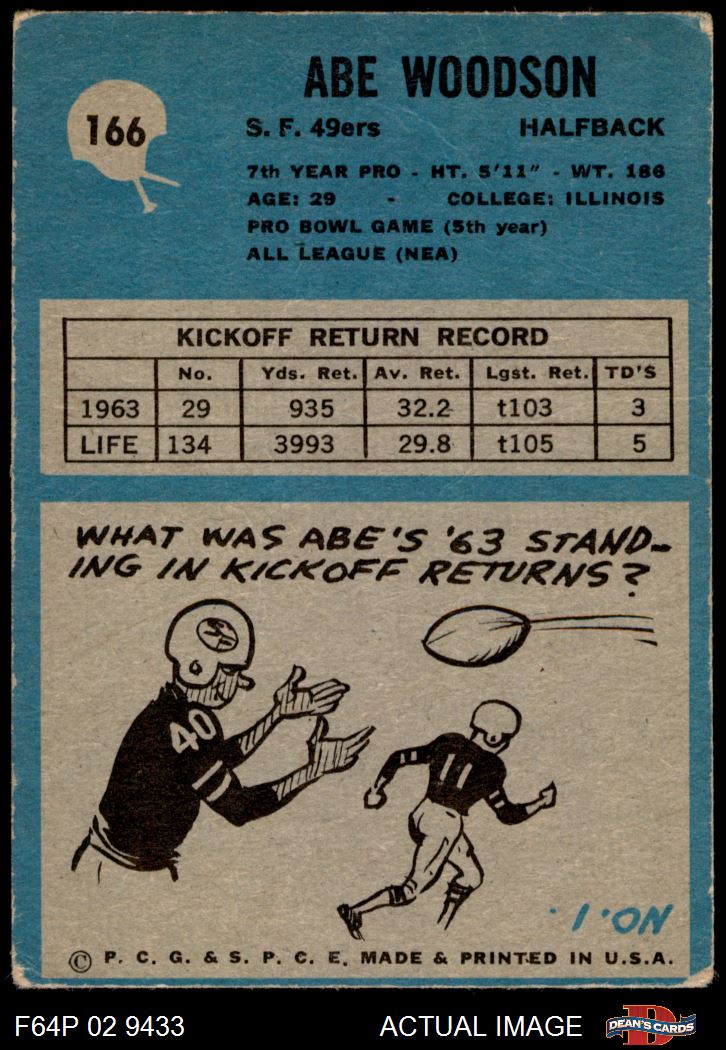 ABE WOODSON
166
S. F. 49ers HALFBACK
7th YEAR PRO - HT. 5'11" - WT. 186
AGE: 29 - COLLEGE: ILLINOIS
PRO BOWL GAME (5th year)
ALL LEAGUE (NEA)
KICKOFF RETURN RECORD
No. Yds. Ret. Av. Ret. Lgst. Ret. TD'S
1963 29 935 32.2 t103 3
LIFE 134 3993 29.8 t105 5
WHAT WAS ABE'S '63 STAND-
ING IN KICKOFF RETURNS?
SF
40
11
NO. 1.
© P. C. G. & S. P. C. E. MADE & PRINTED IN U.S.A.
F64P 02 9433 ACTUAL IMAGE D DEAN'S CARDS